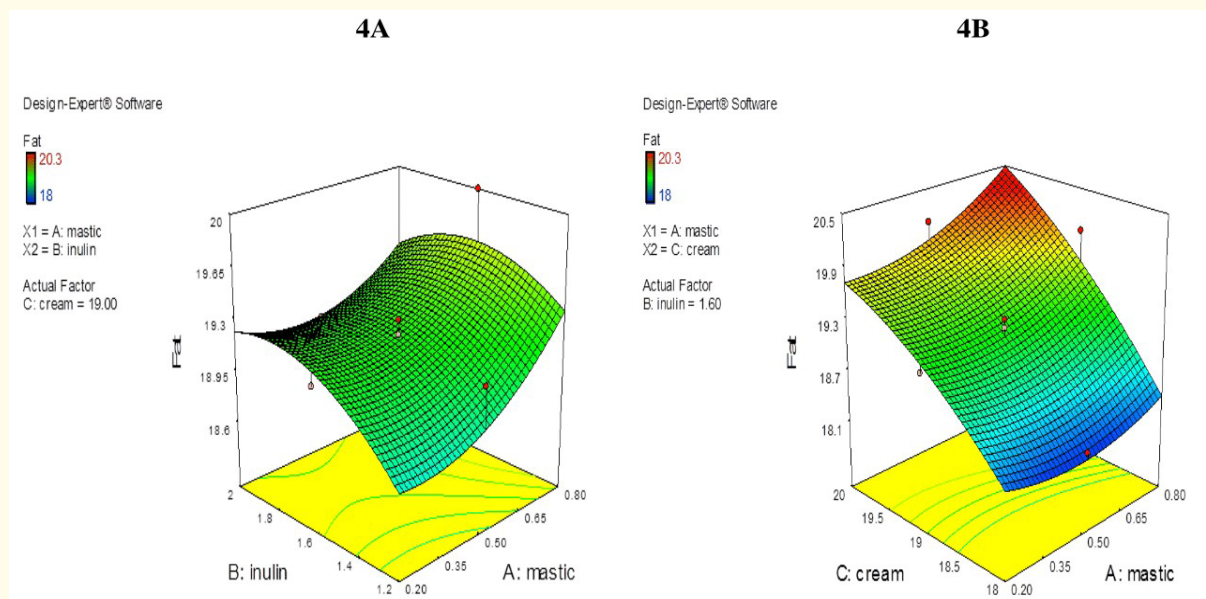 4A
Design-Expert® Software
Fat
20.3
18
X1 = A: mastic
X2 = B: inulin
Actual Factor
C: cream = 19.00
20
19.65
19.3
18.95
18.6
Fat
2
1.8
1.6
1.4
1.2
B: inulin
0.20
0.35
0.50
0.65
0.80
A: mastic
4B
Design-Expert® Software
Fat
20.3
18
X1 = A: mastic
X2 = C: cream
Actual Factor
B: inulin = 1.60
20.5
19.9
19.3
18.7
18.1
Fat
20
19.5
19
18.5
18
C: cream
0.20
0.35
0.50
0.65
0.80
A: mastic